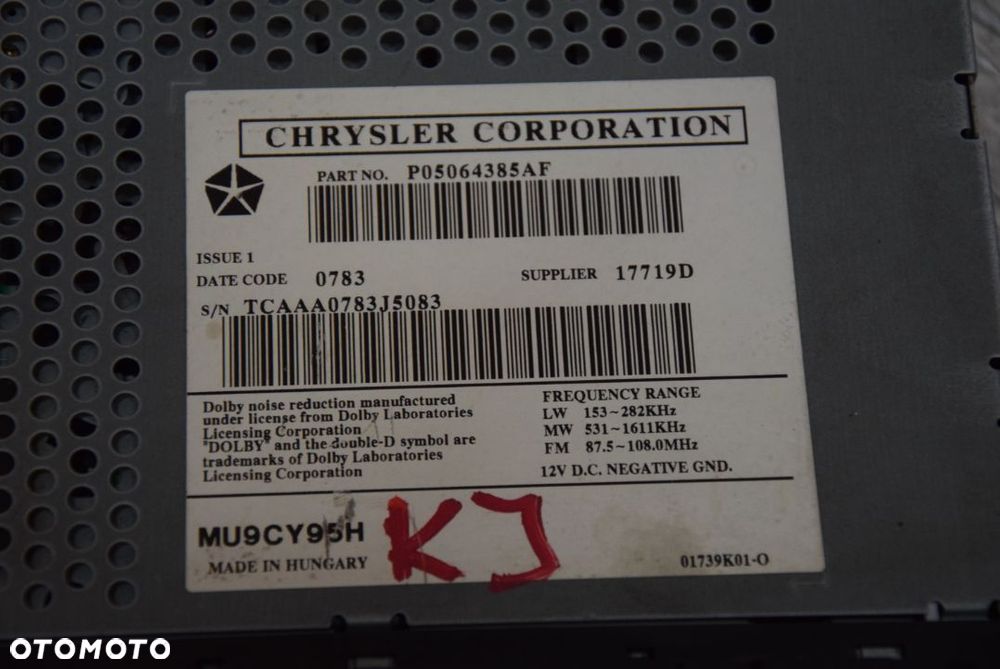 CHRYSLER CORPORATION
PART NO. P05064385AF
ISSUE 1
DATE CODE 0783 SUPPLIER 17719D
S/N TCAAA0783J5083
Dolby noise reduction manufactured
under license from Dolby Laboratories
Licensing Corporation
"DOLBY" and the double-D symbol are
trademarks of Dolby Laboratories
Licensing Corporation
FREQUENCY RANGE
LW 153~282KHz
MW 531~1611KHz
FM 87.5~108.0MHz
12V D.C. NEGATIVE GND.
MU9CY95H
KJ
MADE IN HUNGARY
01739K01-O
OTOMOTO